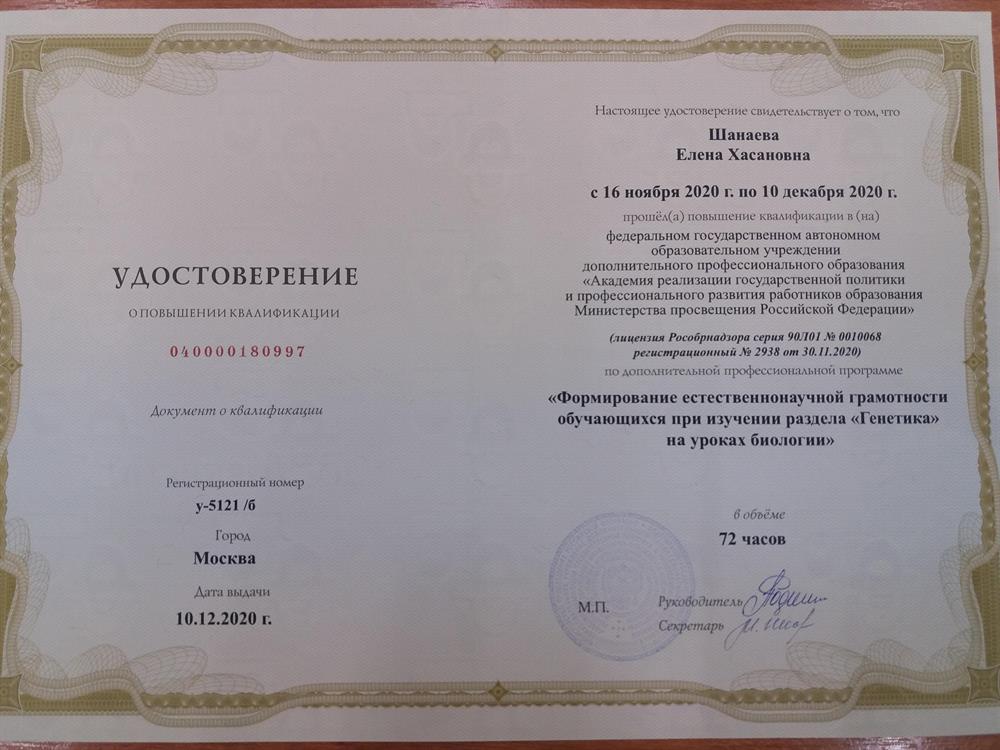 УДОСТОВЕРЕНИЕ
О ПОВЫШЕНИИ КВАЛИФИКАЦИИ
040000180997
Документ о квалификации
Регистрационный номер
у-5121 /б
Город
Москва
Дата выдачи
10.12.2020 г.
Настоящее удостоверение свидетельствует о том, что
Шанаева
Елена Хасановна
с 16 ноября 2020 г. по 10 декабря 2020 г.
прошёл(а) повышение квалификации в (на)
федеральном государственном автономном
образовательном учреждении
дополнительного профессионального образования
«Академия реализации государственной политики
и профессионального развития работников образования
Министерства просвещения Российской Федерации»
(лицензия Рособрнадзора серия 90Л01 № 0010068
регистрационный № 2938 от 30.11.2020)
по дополнительной профессиональной программе
«Формирование естественнонаучной грамотности
обучающихся при изучении раздела «Генетика»
на уроках биологии»
в объёме
72 часов
М.П.
Руководитель
Секретарь